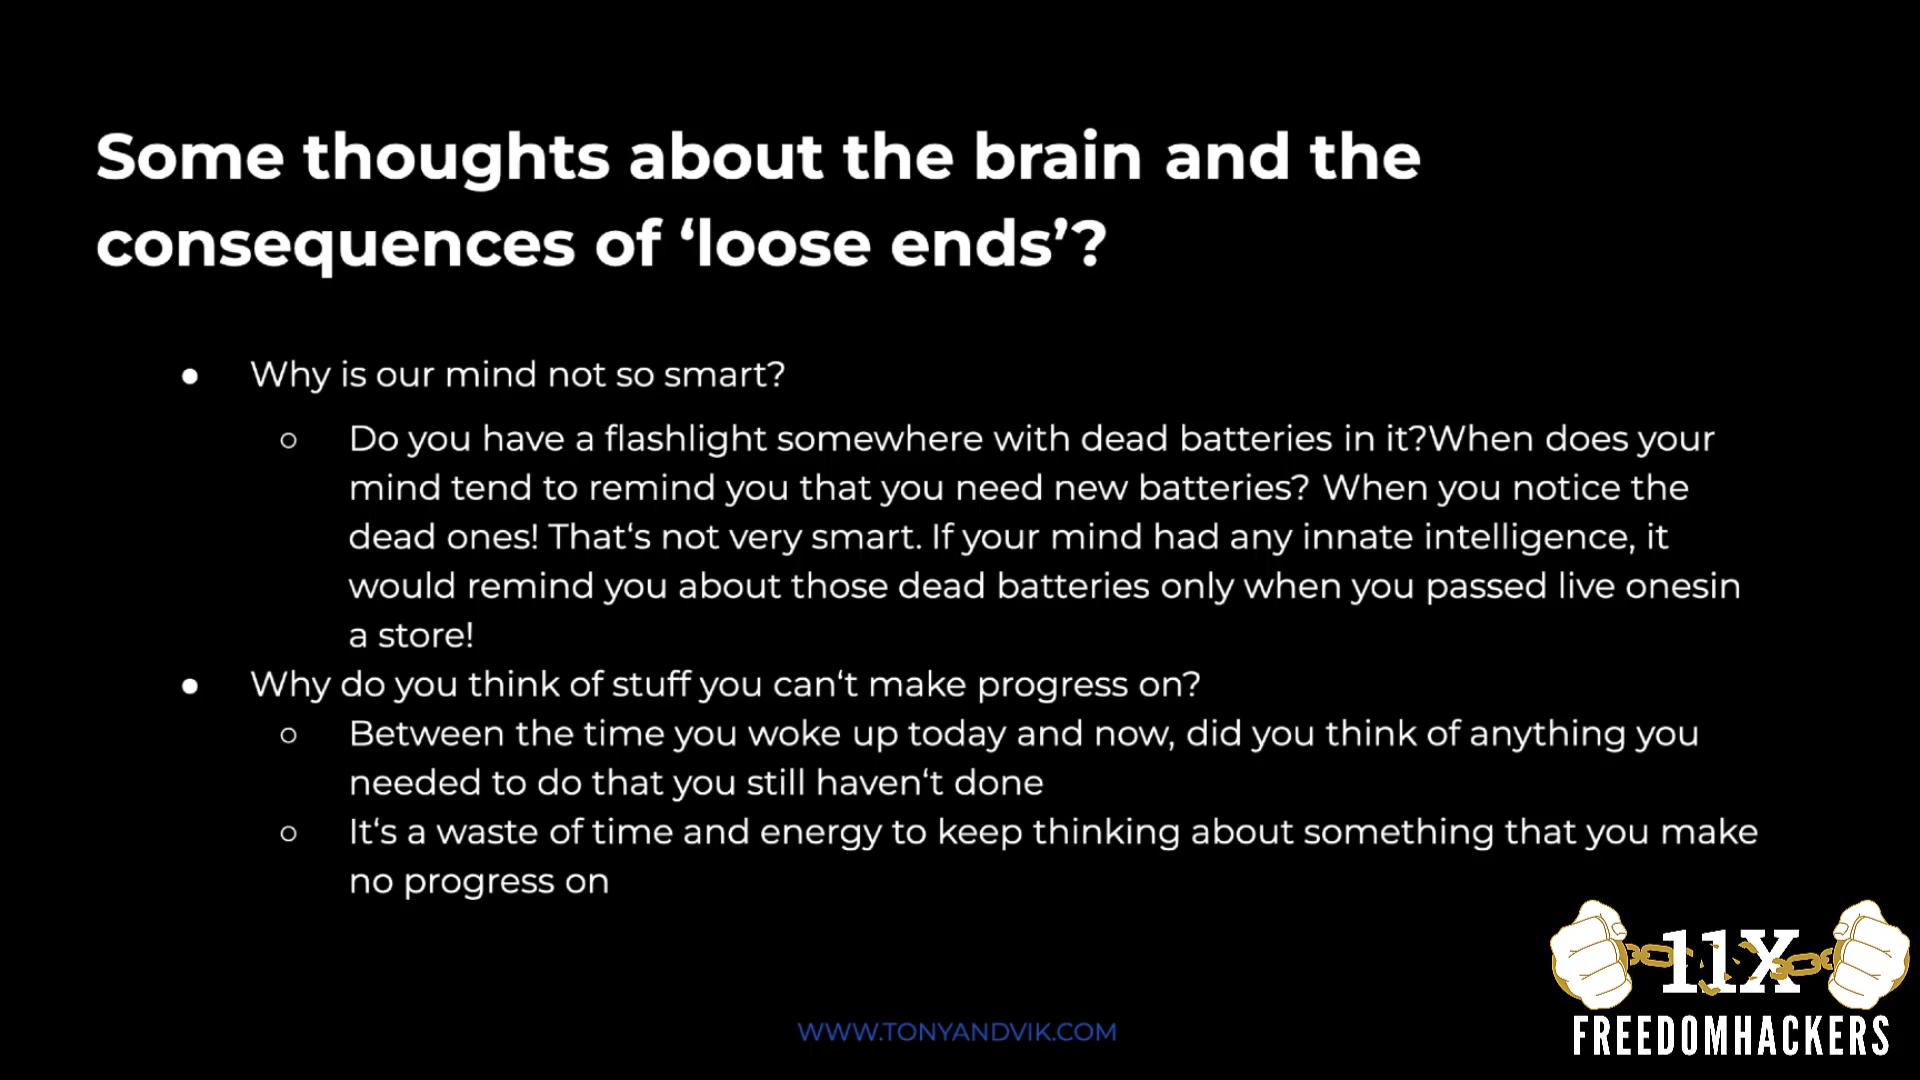 Some thoughts about the brain and the
consequences of ‘loose ends’?
● Why is our mind not so smart?
○ Do you have a flashlight somewhere with dead batteries in it?When does your
mind tend to remind you that you need new batteries? When you notice the
dead ones! That‘s not very smart. If your mind had any innate intelligence, it
would remind you about those dead batteries only when you passed live onesin
a store!
● Why do you think of stuff you can‘t make progress on?
○ Between the time you woke up today and now, did you think of anything you
needed to do that you still haven‘t done
○ It‘s a waste of time and energy to keep thinking about something that you make
no progress on
11X
FREEDOMHACKERS
WWW.TONYANDVIK.COM